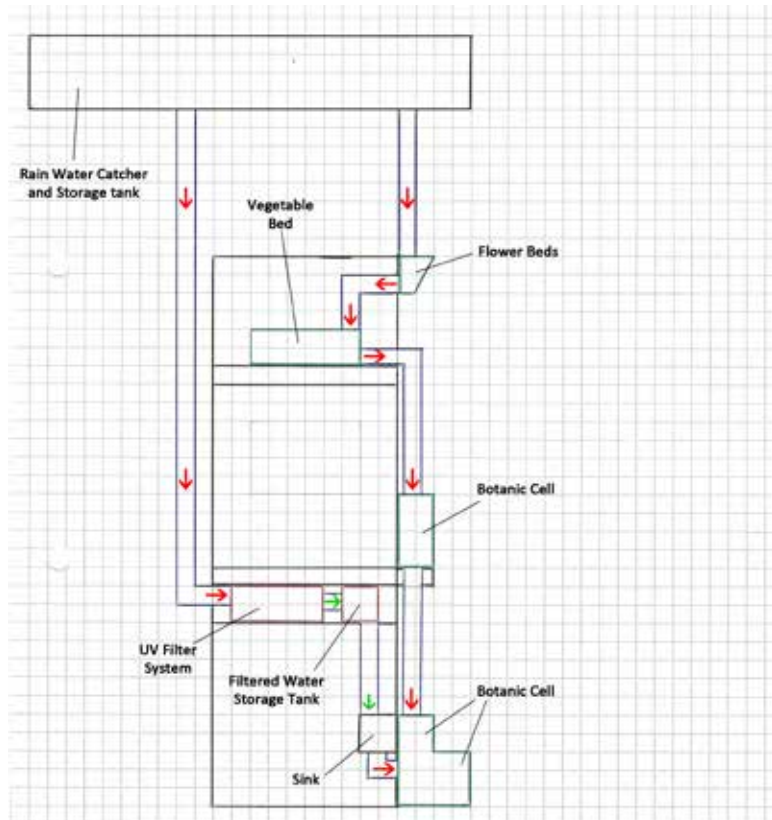 Rain Water Catcher
and Storage tank
Vegetable
Bed
Flower Beds
Botanic Cell
UV Filter
System
Filtered Water
Storage Tank
Botanic Cell
Sink